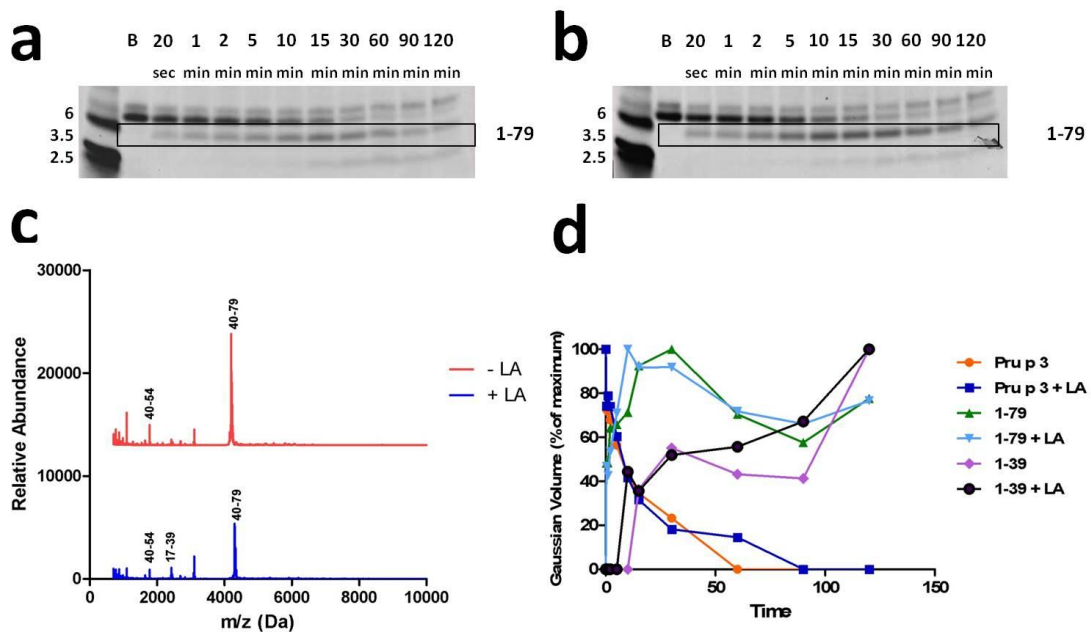 a
B 20 1 2 5 10 15 30 60 90 120
sec min min min min min min min min min
6
3.5
2.5
1-79
b
B 20 1 2 5 10 15 30 60 90 120
sec min min min min min min min min min
6
3.5
2.5
1-79
c
30000
20000
10000
0
Relative Abundance
40-54
40-79
40-54
17-39
40-79
- LA
+ LA
0 2000 4000 6000 8000 10000
m/z (Da)
d
100
80
60
40
20
0
Gaussian Volume (% of maximum)
0 50 100 150
Time
Pru p 3
Pru p 3 + LA
1-79
1-79 + LA
1-39
1-39 + LA